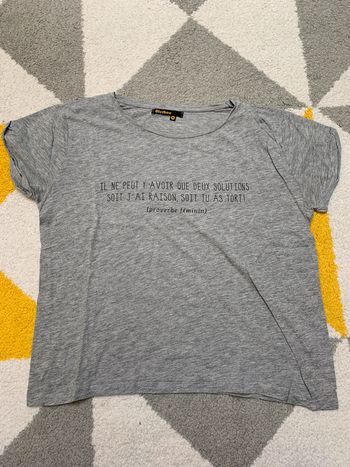 IL NE PEUT Y AVOIR QUE DEUX SOLUTIONS
SOIT J'AI RAISON, SOIT TU AS TORT!
(proverbe féminin)